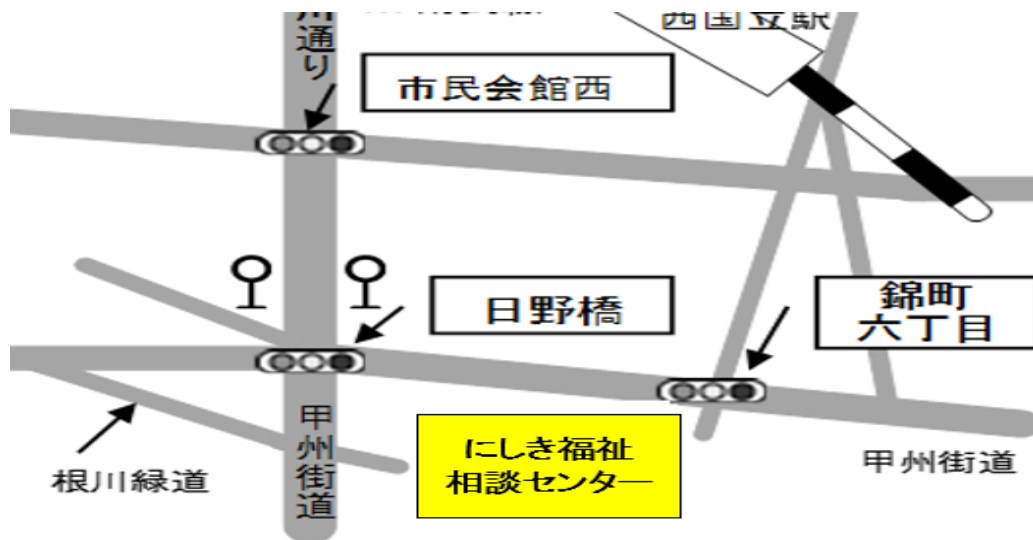 川通り
西国立駅
市民会館西
日野橋
錦町
六丁目
にしき福祉
相談センター
甲州街道
甲州街道
根川緑道